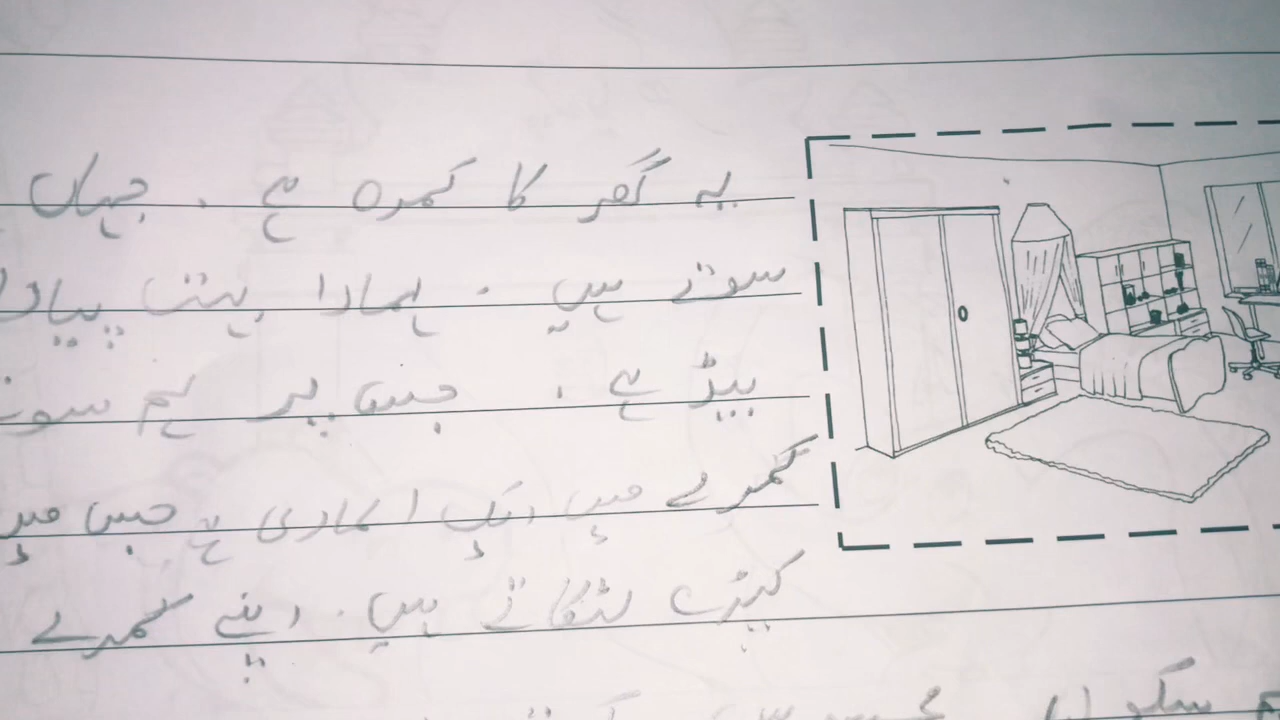 یہ گھر کا کمرہ ہے۔ جہاں
سوتے ہیں۔ ہمارا بہت پیارا
بیڈ ہے۔ جس پر ہم سوتے
کمرے میں ایک الماری ہے جس میں
کپڑے لٹکاتے ہیں۔ اپنے کمرے